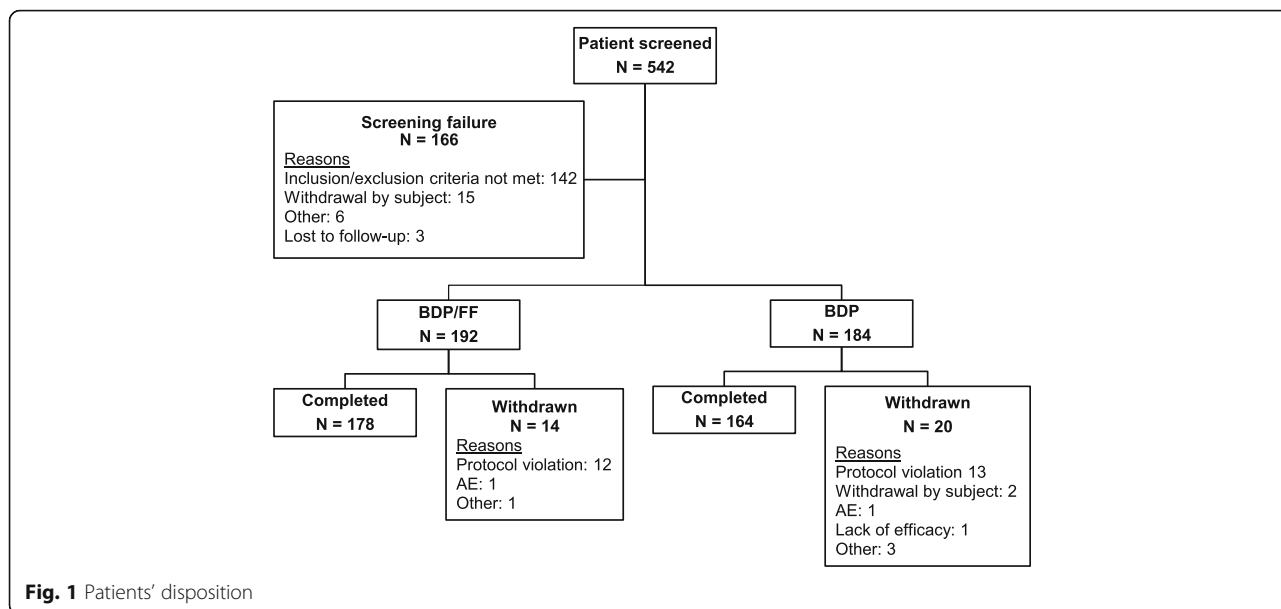 Patient screened
N = 542
Screening failure
N = 166
Reasons
Inclusion/exclusion criteria not met: 142
Withdrawal by subject: 15
Other: 6
Lost to follow-up: 3
BDP/FF
N = 192
BDP
N = 184
Completed
N = 178
Withdrawn
N = 14
Reasons
Protocol violation: 12
AE: 1
Other: 1
Completed
N = 164
Withdrawn
N = 20
Reasons
Protocol violation 13
Withdrawal by subject: 2
AE: 1
Lack of efficacy: 1
Other: 3
Fig. 1 Patients’ disposition